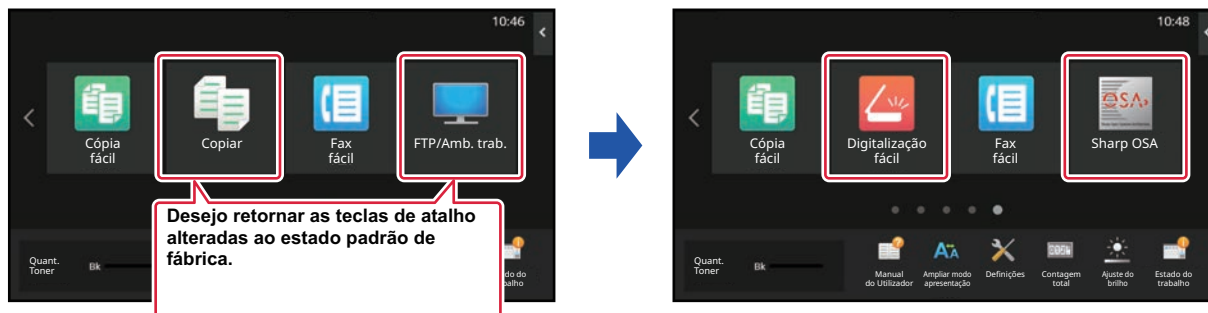 10:46
Cópia
fácil
Copiar
Fax
fácil
FTP/Amb. trab.
Desejo retornar as teclas de atalho
alteradas ao estado padrão de
fábrica.
Quant.
Toner
Bk
do do
balho
10:48
Cópia
fácil
Digitalização
fácil
Fax
fácil
OSA
Sharp OSA
Quant.
Toner
Bk
Manual
do Utilizador
Ampliar modo
apresentação
Definições
Contagem
total
Ajuste do
brilho
Estado do
trabalho